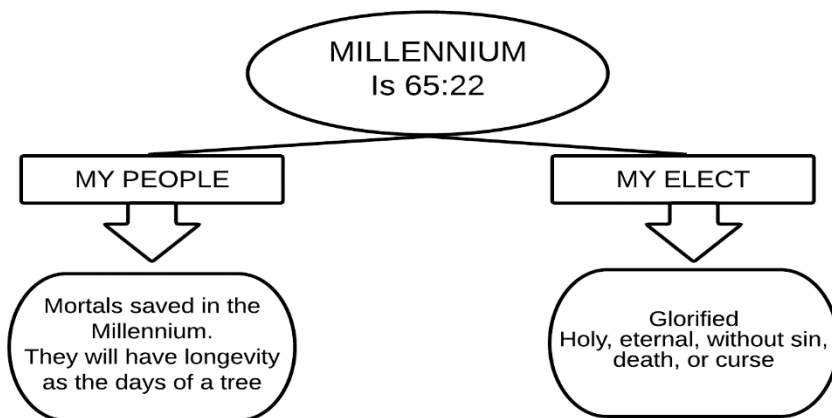 MILLENNIUM
Is 65:22
MY PEOPLE
MY ELECT
Mortals saved in the
Millennium.
They will have longevity
as the days of a tree
Glorified
Holy, eternal, without sin,
death, or curse